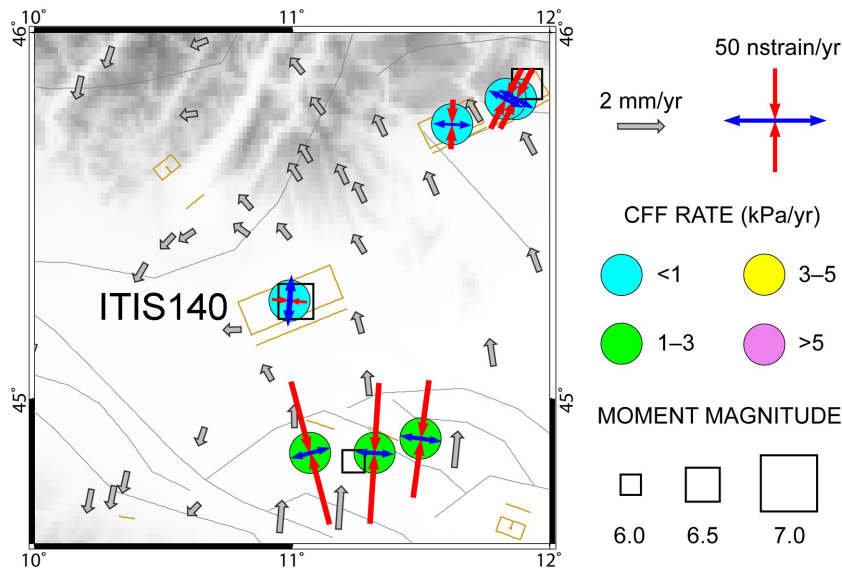 10˚ 11˚ 12˚
46˚ 46˚
50 nstrain/yr
2 mm/yr
CFF RATE (kPa/yr)
<1 3–5
ITIS140
1–3 >5
45˚ 45˚
MOMENT MAGNITUDE
6.0 6.5 7.0
10˚ 11˚ 12˚